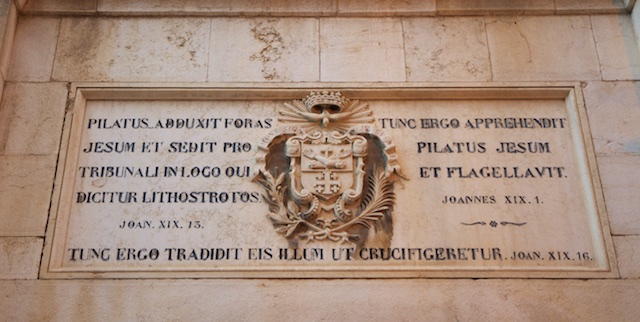 PILATUS ADDUXIT FORAS
JESUM ET SEDIT PRO
TRIBUNALI IN LOCO QUI
DICITUR LITHOSTROTOS
JOAN. XIX. 13.
TUNC ERGO APPREHENDIT
PILATUS JESUM
ET FLAGELLAVIT.
JOANNES XIX. 1.
TUNC ERGO TRADIDIT EIS ILLUM UT CRUCIFIGERETUR. JOAN. XIX. 16.